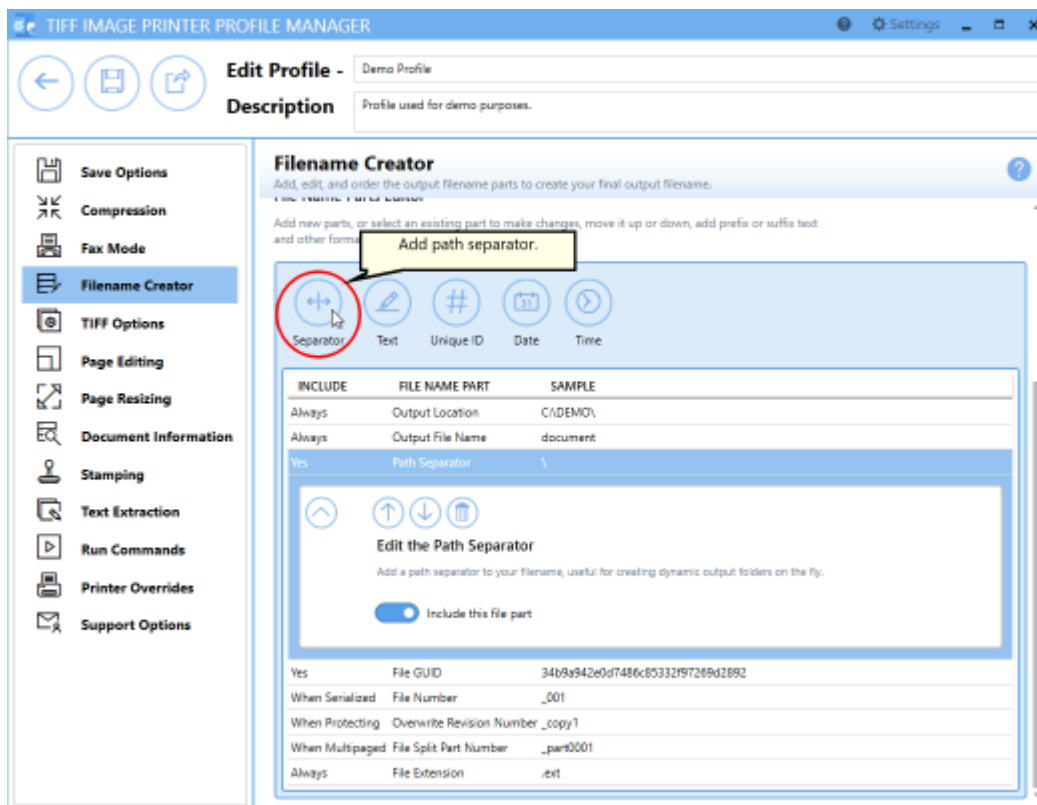 TIFF IMAGE PRINTER PROFILE MANAGER
Settings
Edit Profile - Demo Profile
Description Profile used for demo purposes.
Save Options
Compression
Fax Mode
Filename Creator
TIFF Options
Page Editing
Page Resizing
Document Information
Stamping
Text Extraction
Run Commands
Printer Overrides
Support Options
Filename Creator
Add, edit, and order the output filename parts to create your final output filename.
File Name Parts Editor
Add new parts, or select an existing part to make changes, move it up or down, add prefix or suffix text
and other forma
Add path separator.
Separator Text Unique ID Date Time
INCLUDE FILE NAME PART SAMPLE
Always Output Location C:\DEMO\
Always Output File Name document
Yes Path Separator \
Edit the Path Separator
Add a path separator to your filename, useful for creating dynamic output folders on the fly.
Include this file part
Yes File GUID 34b9a942e0d7486c85332f97269d2892
When Serialized File Number _001
When Protecting Overwrite Revision Number _copy1
When Multipaged File Split Part Number _part0001
Always File Extension .ext